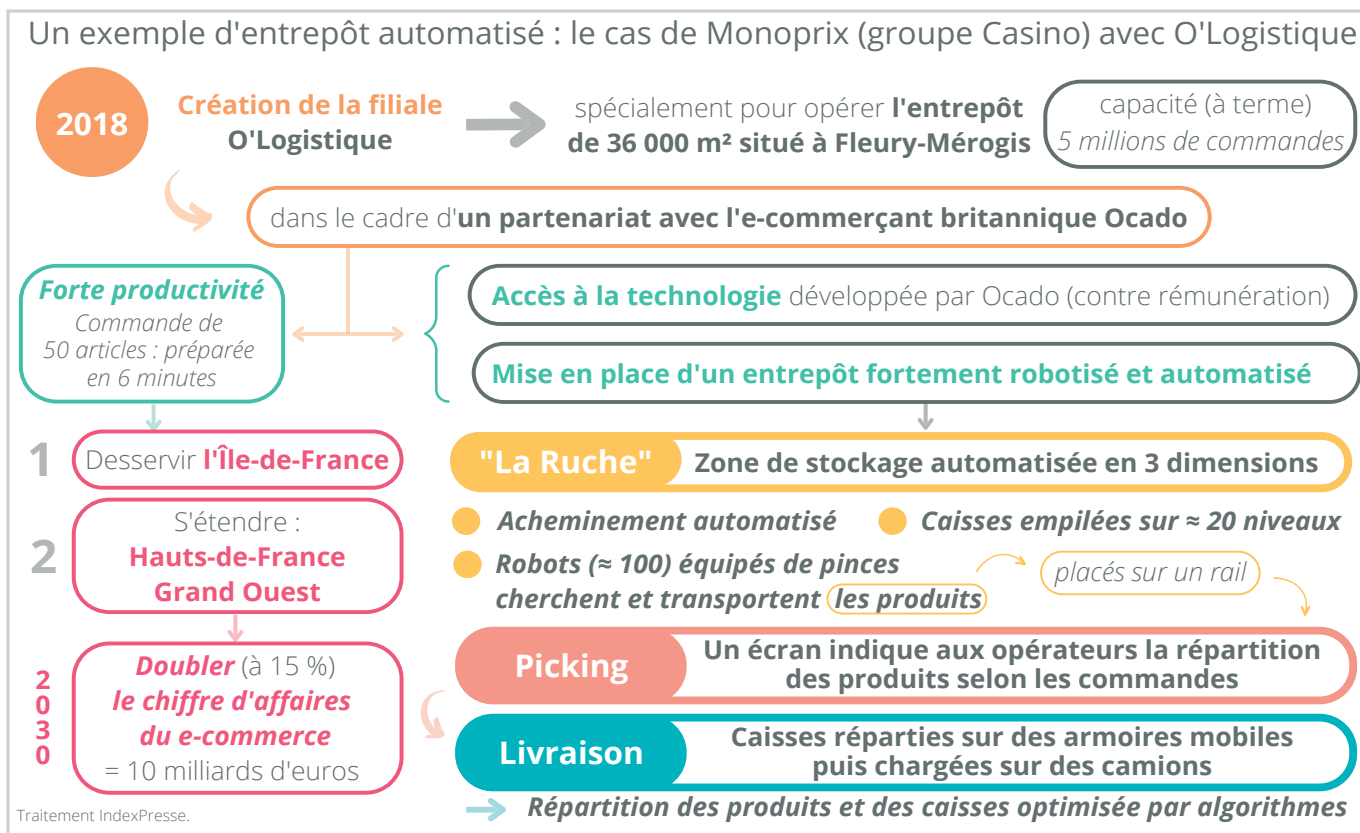 Un exemple d'entrepôt automatisé : le cas de Monoprix (groupe Casino) avec O'Logistique
2018
Création de la filiale
O'Logistique
spécialement pour opérer l'entrepôt
de 36 000 m² situé à Fleury-Mérogis
capacité (à terme)
5 millions de commandes
dans le cadre d'un partenariat avec l'e-commerçant britannique Ocado
Forte productivité
Commande de
50 articles : préparée
en 6 minutes
Accès à la technologie développée par Ocado (contre rémunération)
Mise en place d'un entrepôt fortement robotisé et automatisé
1
Desservir l'Île-de-France
2
S'étendre :
Hauts-de-France
Grand Ouest
2030
Doubler (à 15 %)
le chiffre d'affaires
du e-commerce
= 10 milliards d'euros
"La Ruche"
Zone de stockage automatisée en 3 dimensions
Acheminement automatisé
Caisses empilées sur ≈ 20 niveaux
Robots (≈ 100) équipés de pinces
cherchent et transportent les produits
placés sur un rail
Picking
Un écran indique aux opérateurs la répartition
des produits selon les commandes
Livraison
Caisses réparties sur des armoires mobiles
puis chargées sur des camions
Répartition des produits et des caisses optimisée par algorithmes
Traitement IndexPresse.